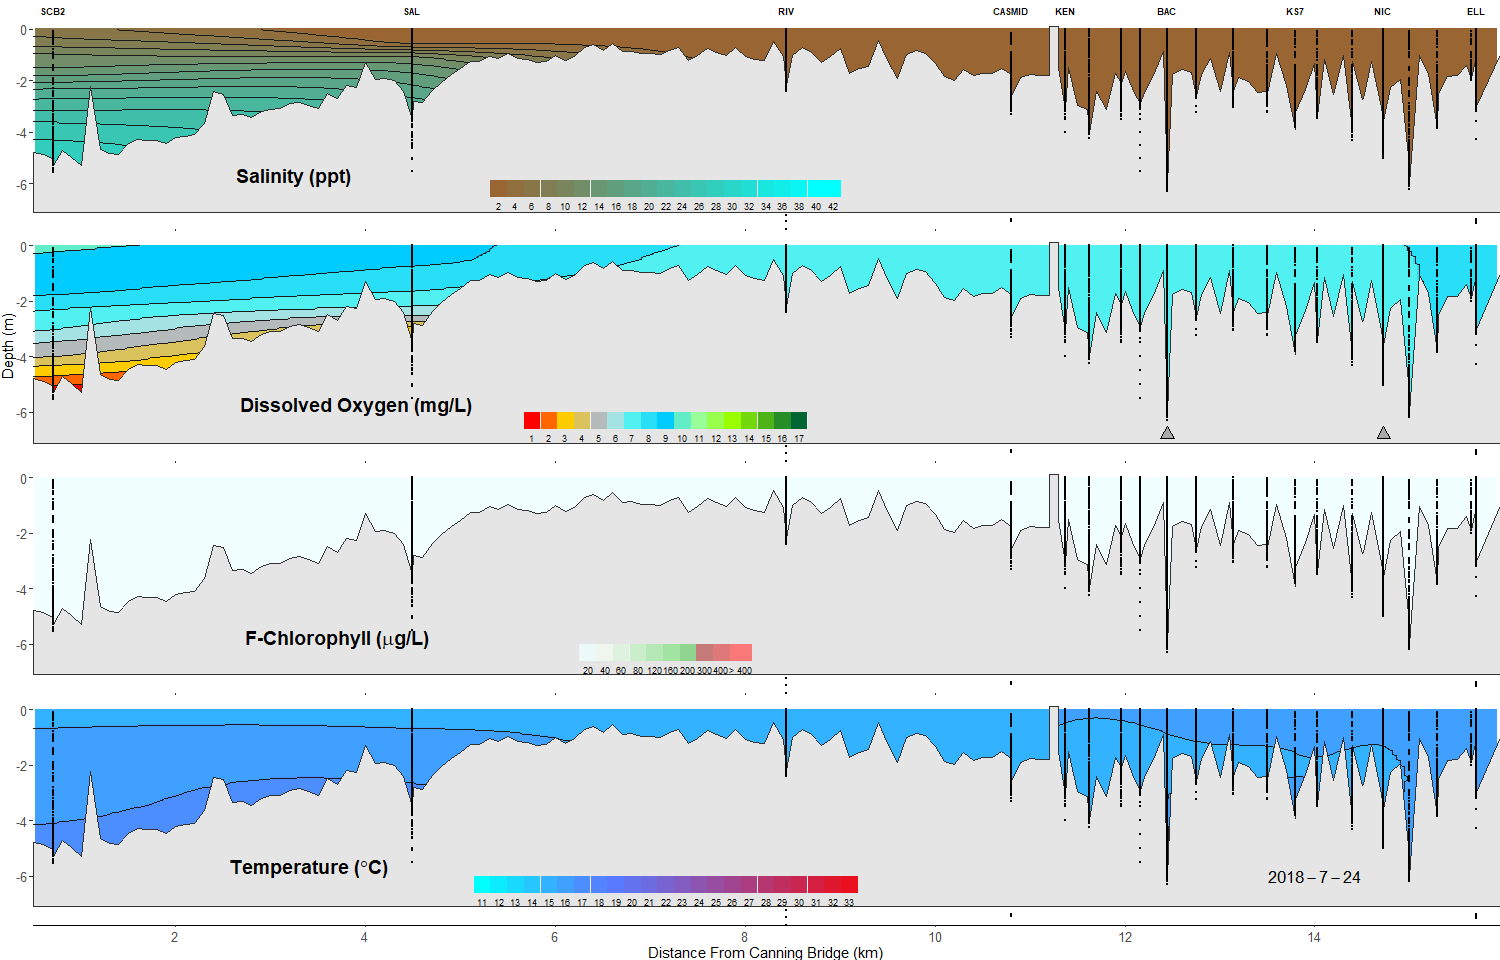 SCB2 SAL RIV CASMID KEN BAC KS7 NIC ELL
0
-2
-4
-6
Salinity (ppt)
2 4 6 8 10 12 14 16 18 20 22 24 26 28 30 32 34 36 38 40 42
0
-2
-4
-6
Dissolved Oxygen (mg/L)
1 2 3 4 5 6 7 8 9 10 11 12 13 14 15 16 17
Depth (m)
0
-2
-4
-6
F-Chlorophyll (μg/L)
20 40 60 80 120 160 200 300 400 > 400
0
-2
-4
-6
Temperature (°C)
2018 – 7 – 24
11 12 13 14 15 16 17 18 19 20 21 22 23 24 25 26 27 28 29 30 31 32 33
2 4 6 8 10 12 14
Distance From Canning Bridge (km)